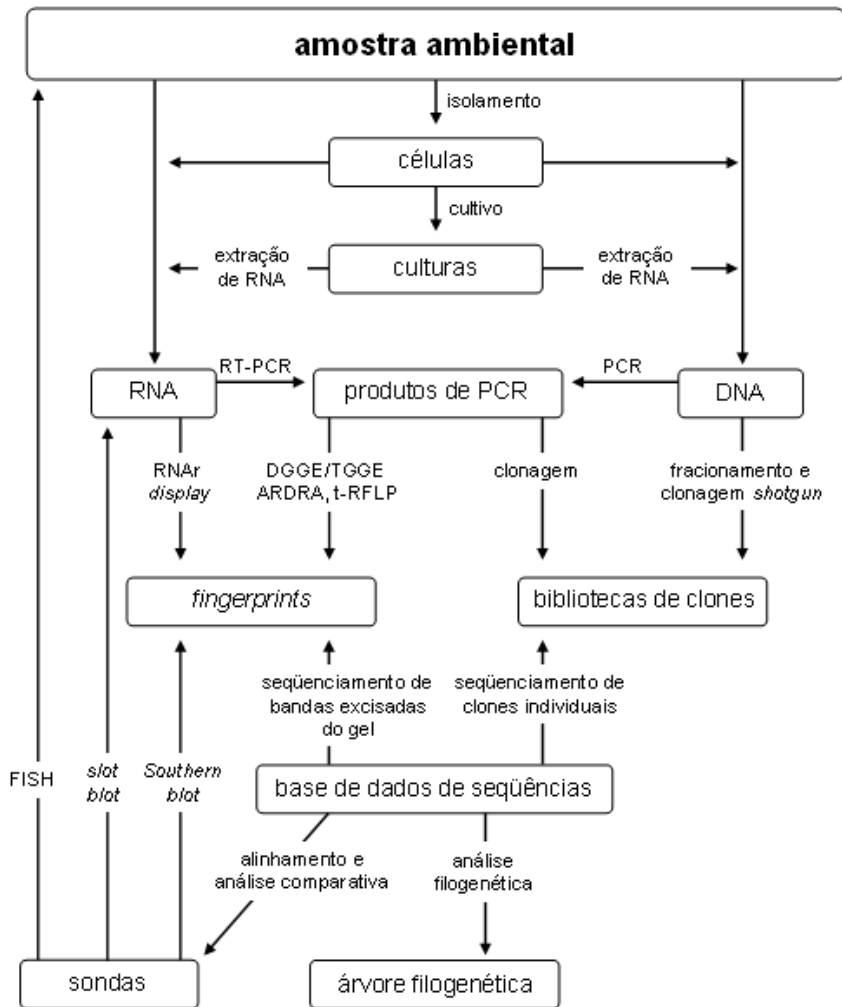 amostra ambiental
isolamento
células
cultivo
extração
de RNA
culturas
extração
de RNA
RT-PCR
PCR
RNA
produtos de PCR
DNA
RNAr
display
DGGE/TGGE
ARDRA, t-RFLP
clonagem
fracionamento e
clonagem shotgun
fingerprints
bibliotecas de clones
seqüenciamento de
bandas excisadas
do gel
seqüenciamento de
clones individuais
FISH
slot
blot
Southern
blot
base de dados de seqüências
alinhamento e
análise comparativa
análise
filogenética
sondas
árvore filogenética